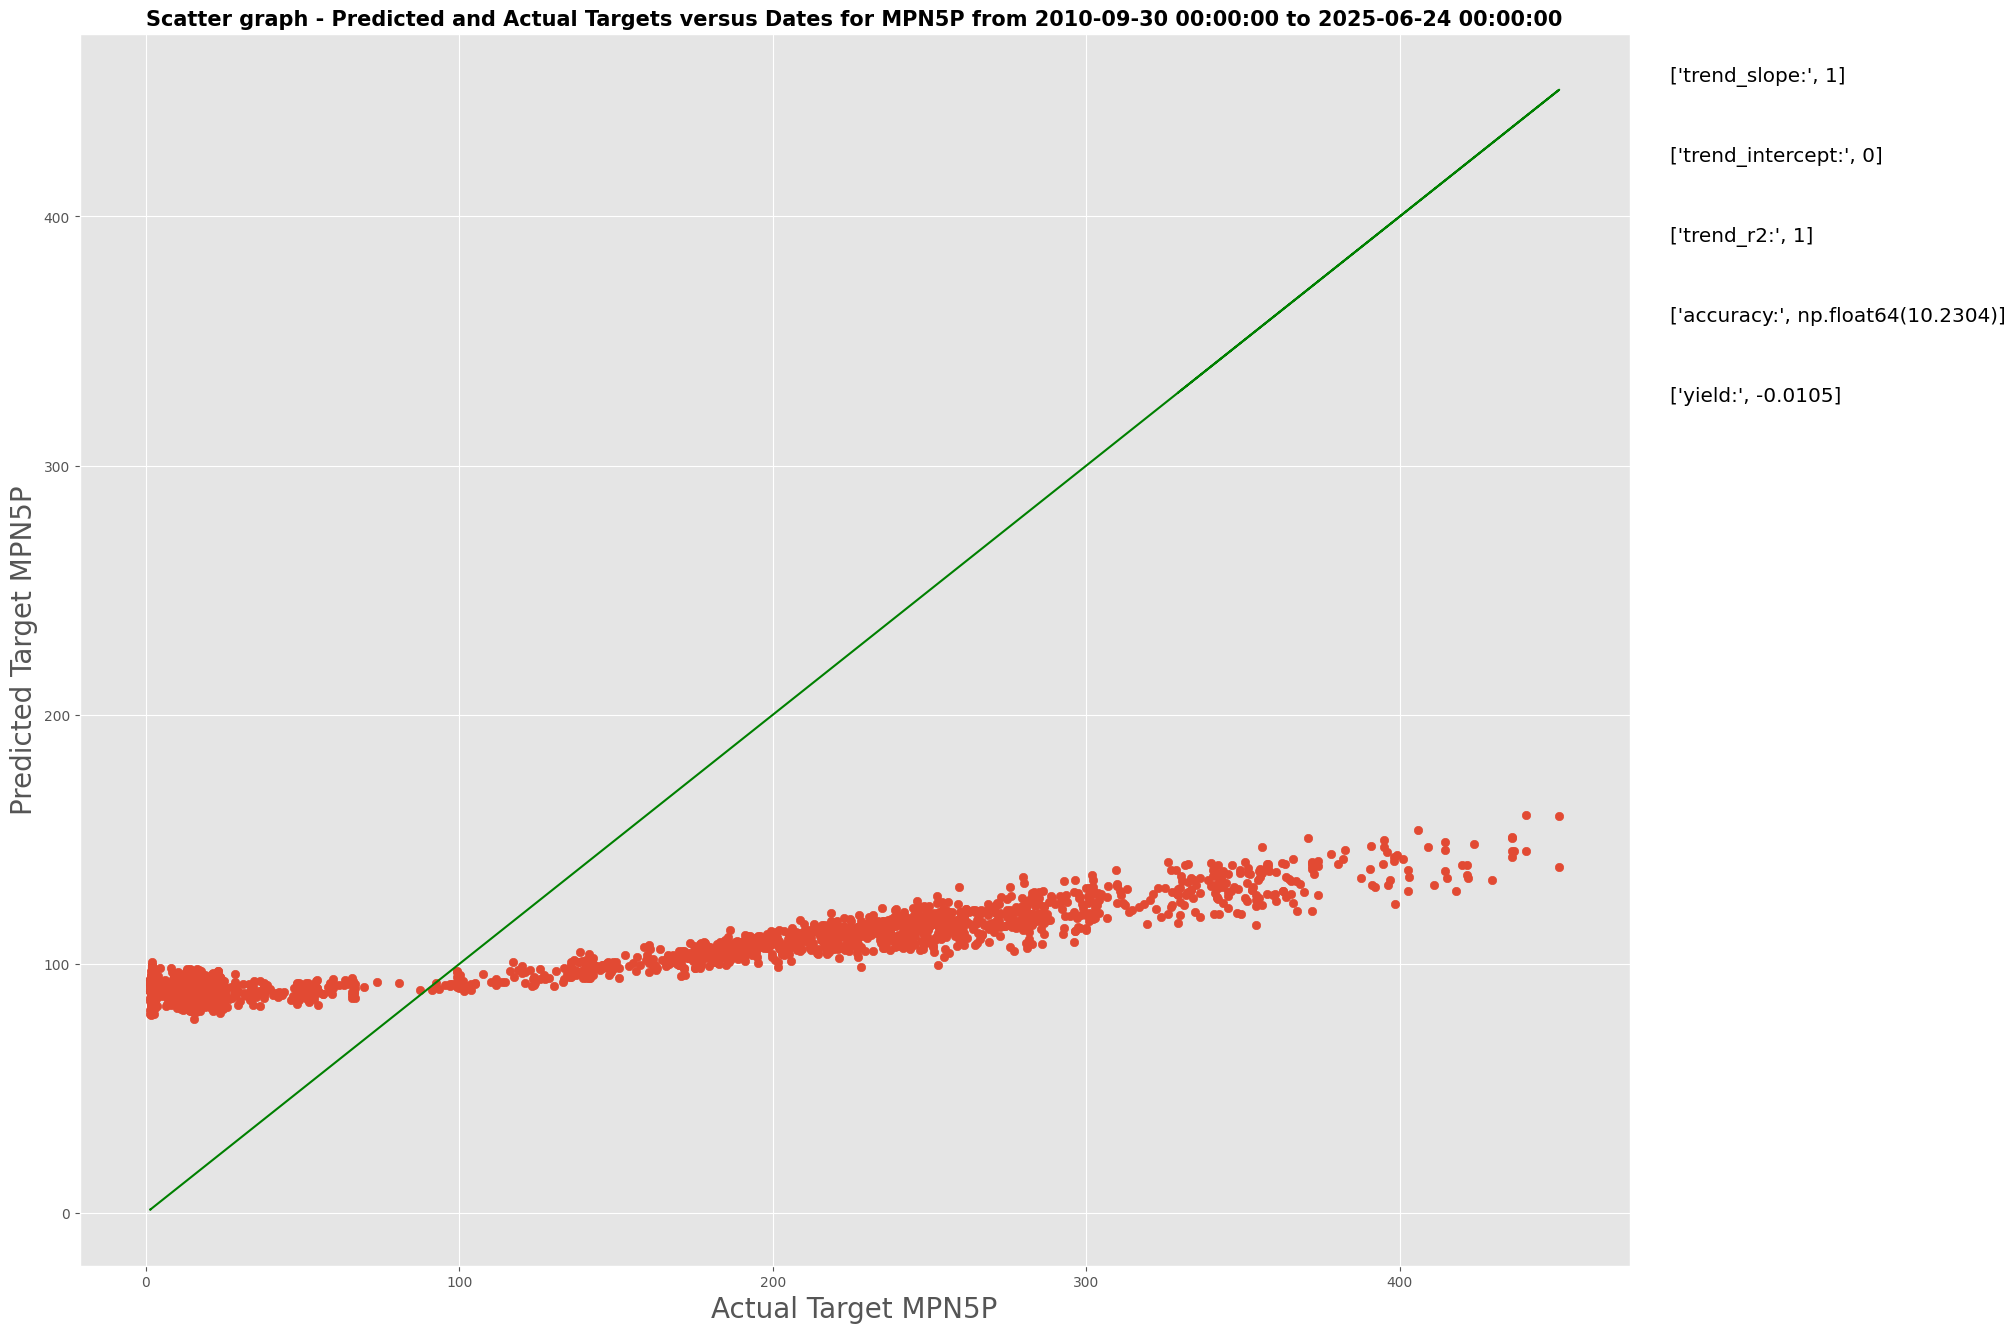 Scatter graph - Predicted and Actual Targets versus Dates for MPN5P from 2010-09-30 00:00:00 to 2025-06-24 00:00:00
['trend_slope:', 1]
['trend_intercept:', 0]
['trend_r2:', 1]
['accuracy:', np.float64(10.2304)]
['yield:', -0.0105]
Predicted Target MPN5P
400
300
200
100
0
0 100 200 300 400
Actual Target MPN5P